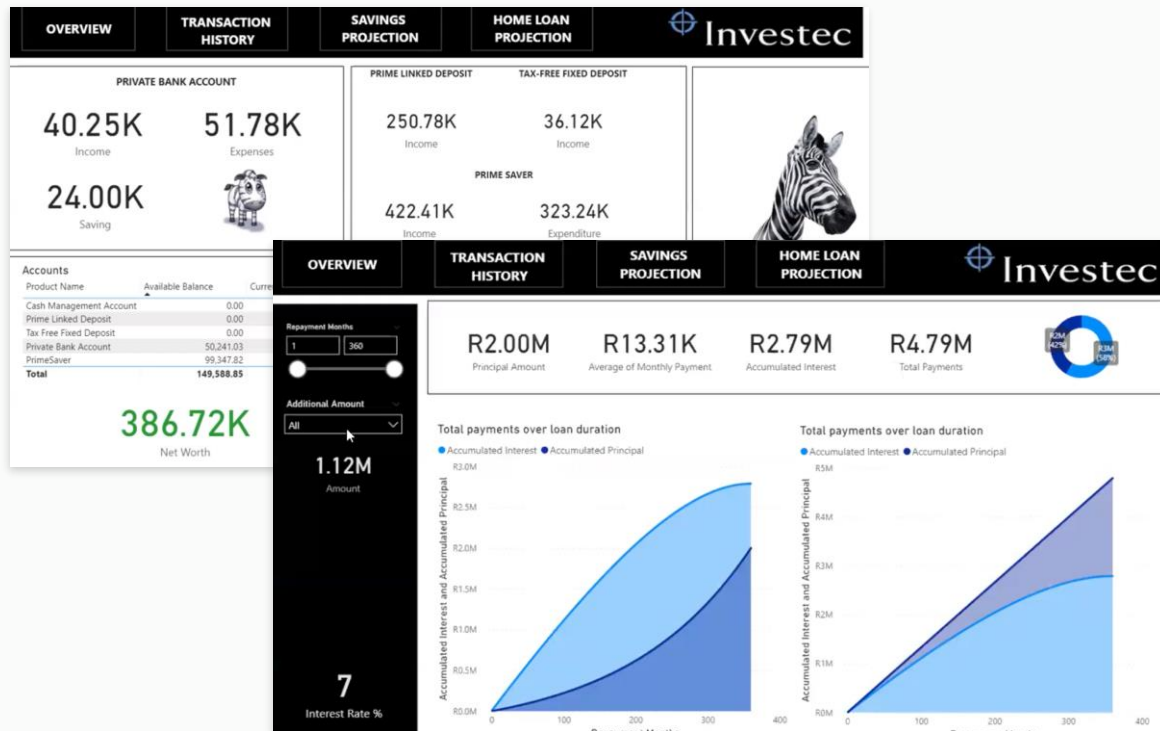 OVERVIEW
TRANSACTION
HISTORY
SAVINGS
PROJECTION
HOME LOAN
PROJECTION
Investec
PRIVATE BANK ACCOUNT
40.25K
Income
51.78K
Expenses
24.00K
Saving
PRIME LINKED DEPOSIT
250.78K
Income
TAX-FREE FIXED DEPOSIT
36.12K
Income
PRIME SAVER
422.41K
Income
323.24K
Expenditure
Accounts
Product Name Available Balance
Cash Management Account 0.00
Prime Linked Deposit 0.00
Tax Free Fixed Deposit 0.00
Private Bank Account 50,241.03
PrimeSaver 99,347.82
Total 149,588.85
386.72K
Net Worth
OVERVIEW
TRANSACTION
HISTORY
SAVINGS
PROJECTION
HOME LOAN
PROJECTION
Investec
Repayment Months
1 360
Additional Amount
All
1.12M
Amount
7
Interest Rate %
R2.00M
Principal Amount
R13.31K
Average of Monthly Payment
R2.79M
Accumulated Interest
R4.79M
Total Payments
R2M
(42%)
R3M
(58%)
Total payments over loan duration
Accumulated Interest Accumulated Principal
Accumulated Interest and Accumulated Principal
R3.0M
R2.5M
R2.0M
R1.5M
R1.0M
R0.5M
R0.0M
0 100 200 300 400
Total payments over loan duration
Accumulated Interest Accumulated Principal
Accumulated Interest and Accumulated Principal
R5M
R4M
R3M
R2M
R1M
R0M
0 100 200 300 400